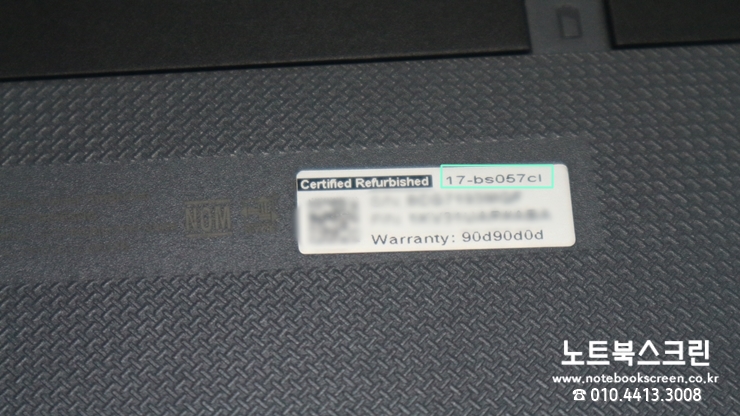 Certified Refurbished 17-bs057cl
Warranty: 90d90d0d
NOM
노트북스크린
www.notebookscreen.co.kr
☎ 010.4413.3008